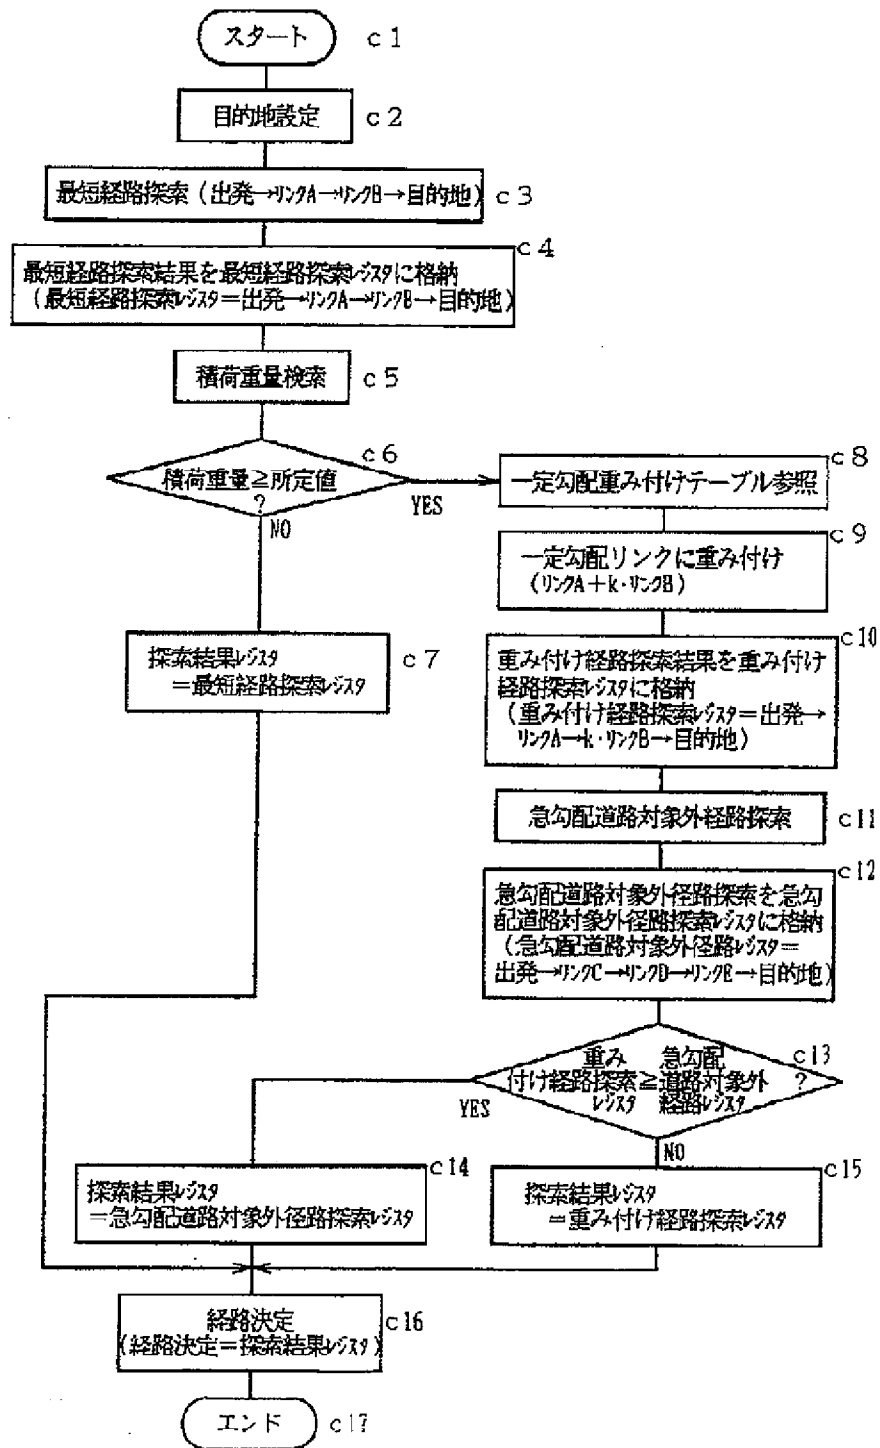 スタート c1
目的地設定 c2
最短経路探索(出発→リンクA→リンクB→目的地) c3
c4
最短経路探索結果を最短経路探索レジスタに格納
(最短経路探索レジスタ=出発→リンクA→リンクB→目的地)
積荷重量検索 c5
c6
積荷重量≧所定値
?
YES
NO
c8
一定勾配重み付けテーブル参照
c9
一定勾配リンクに重み付け
(リンクA+k・リンクB)
探索結果レジスタ
=最短経路探索レジスタ
c7
c10
重み付け経路探索結果を重み付け
経路探索レジスタに格納
(重み付け経路探索レジスタ=出発→
リンクA→k・リンクB→目的地)
急勾配道路対象外経路探索 c11
c12
急勾配道路対象外径路探索を急勾
配道路対象外径路探索レジスタに格納
(急勾配道路対象外径路レジスタ=
出発→リンクC→リンクD→リンクE→目的地)
c13
重み 急勾配
付け経路探索≧道路対象外 ?
レジスタ 経路レジスタ
YES
NO
c14
探索結果レジスタ
=急勾配道路対象外径路探索レジスタ
c15
探索結果レジスタ
=重み付け経路探索レジスタ
経路決定
(経路決定=探索結果レジスタ)
c16
エンド c17